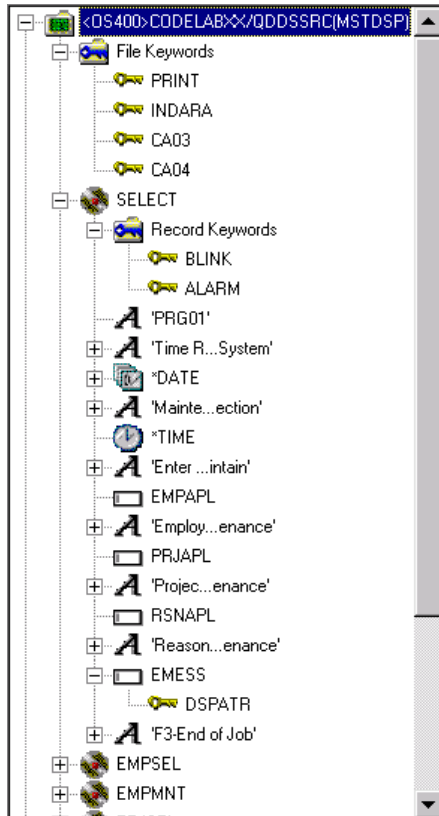 <OS400>CODELABXX/QDDSSRC(MSTDSP)
File Keywords
PRINT
INDARA
CA03
CA04
SELECT
Record Keywords
BLINK
ALARM
'PRG01'
'Time R...System'
*DATE
'Mainte...ection'
*TIME
'Enter ...intain'
EMPAPL
'Employ...enance'
PRJAPL
'Projec...enance'
RSNAPL
'Reason...enance'
EMESS
DSPATR
'F3-End of Job'
EMPSEL
EMPMNT